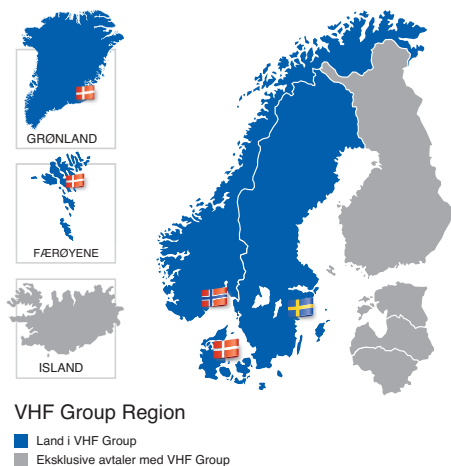 GRØNLAND
FÆRØYENE
ISLAND
VHF Group Region
Land i VHF Group
Eksklusive avtaler med VHF Group